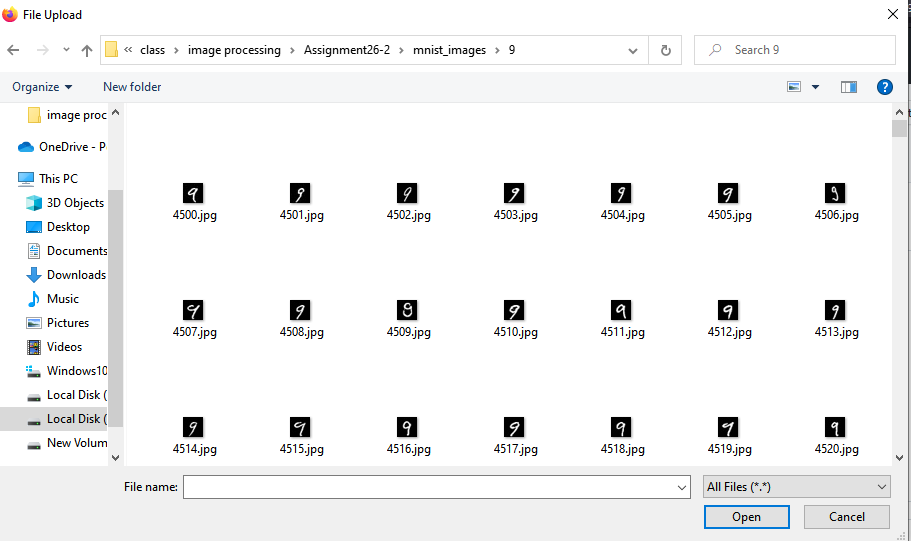 File Upload
« class > image processing > Assignment26-2 > mnist_images > 9
Search 9
Organize
New folder
?
image proc
OneDrive - P
This PC
3D Objects
Desktop
Documents
Downloads
Music
Pictures
Videos
Windows10
Local Disk (
Local Disk (
New Volum
9 9 9 9 9 9 9
4500.jpg 4501.jpg 4502.jpg 4503.jpg 4504.jpg 4505.jpg 4506.jpg
9 9 9 9 9 9 9
4507.jpg 4508.jpg 4509.jpg 4510.jpg 4511.jpg 4512.jpg 4513.jpg
9 9 9 9 9 9 9
4514.jpg 4515.jpg 4516.jpg 4517.jpg 4518.jpg 4519.jpg 4520.jpg
File name:
All Files (*.*)
Open
Cancel